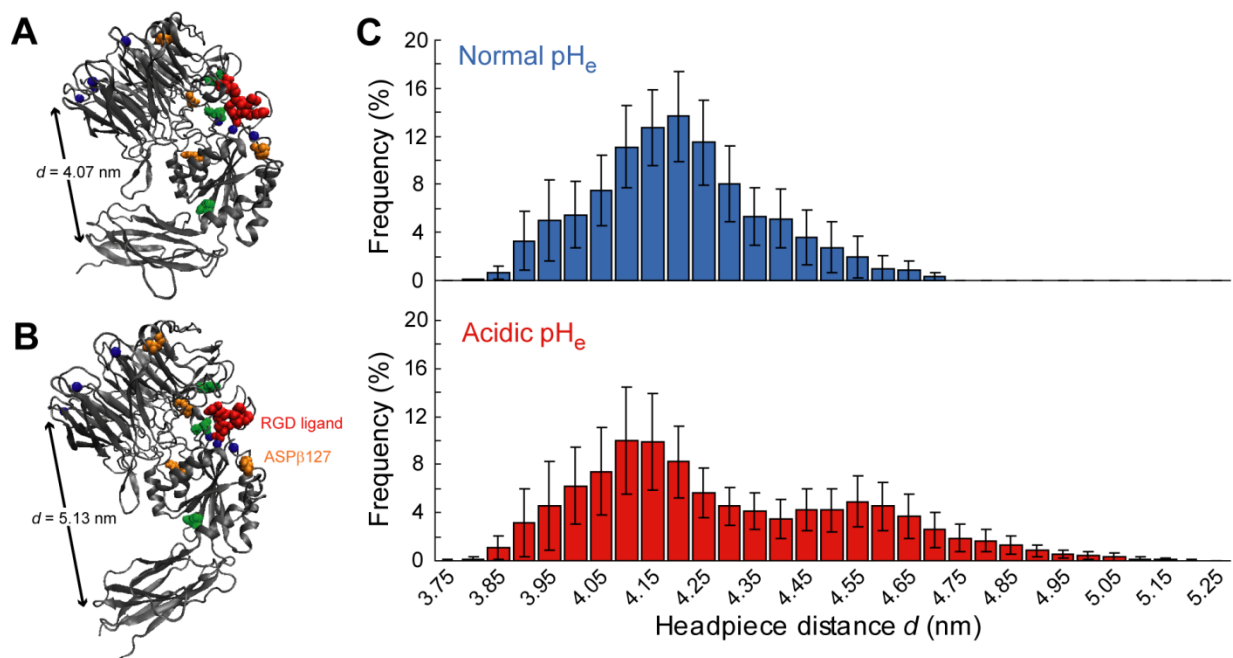 A
d = 4.07 nm
B
RGD ligand
ASPβ127
d = 5.13 nm
C
Normal pHe
Frequency (%)
20
16
12
8
4
0
Acidic pHe
Frequency (%)
20
16
12
8
4
0
3.75 3.85 3.95 4.05 4.15 4.25 4.35 4.45 4.55 4.65 4.75 4.85 4.95 5.05 5.15 5.25
Headpiece distance d (nm)